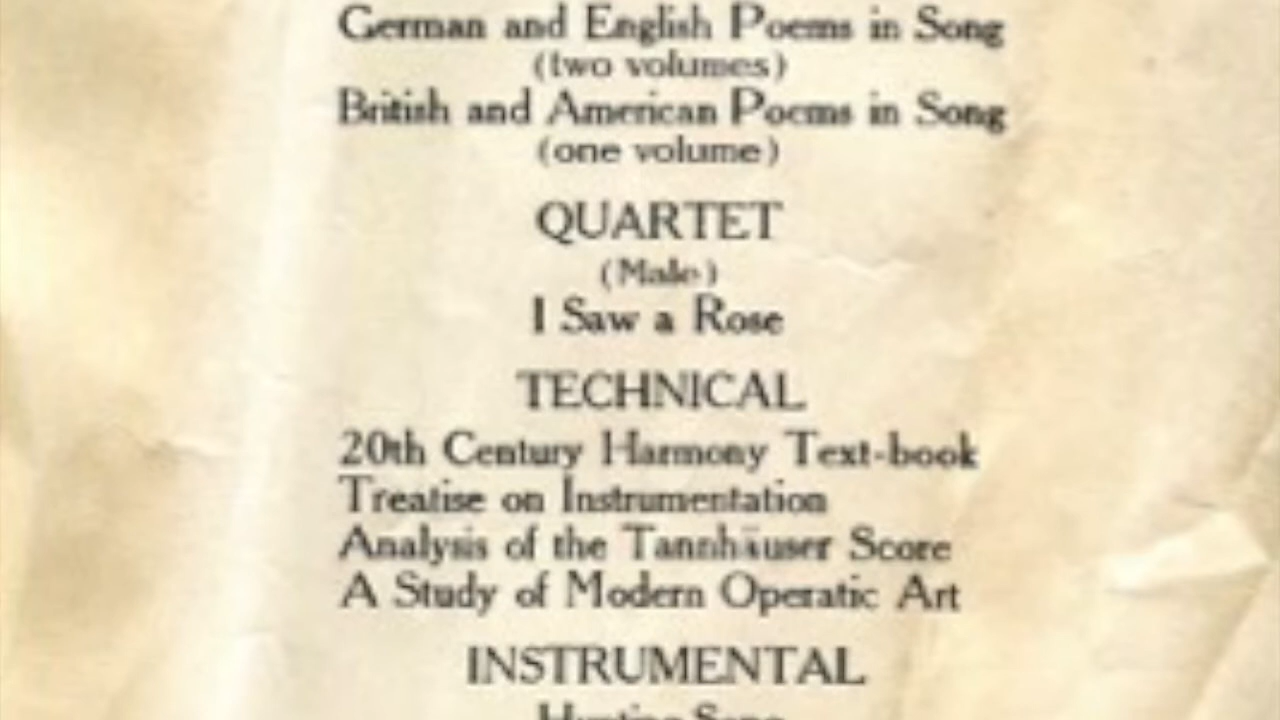 German and English Poems in Song
(two volumes)
British and American Poems in Song
(one volume)
QUARTET
(Male)
I Saw a Rose
TECHNICAL
20th Century Harmony Text-book
Treatise on Instrumentation
Analysis of the Tannhäuser Score
A Study of Modern Operatic Art
INSTRUMENTAL
Hunting Song